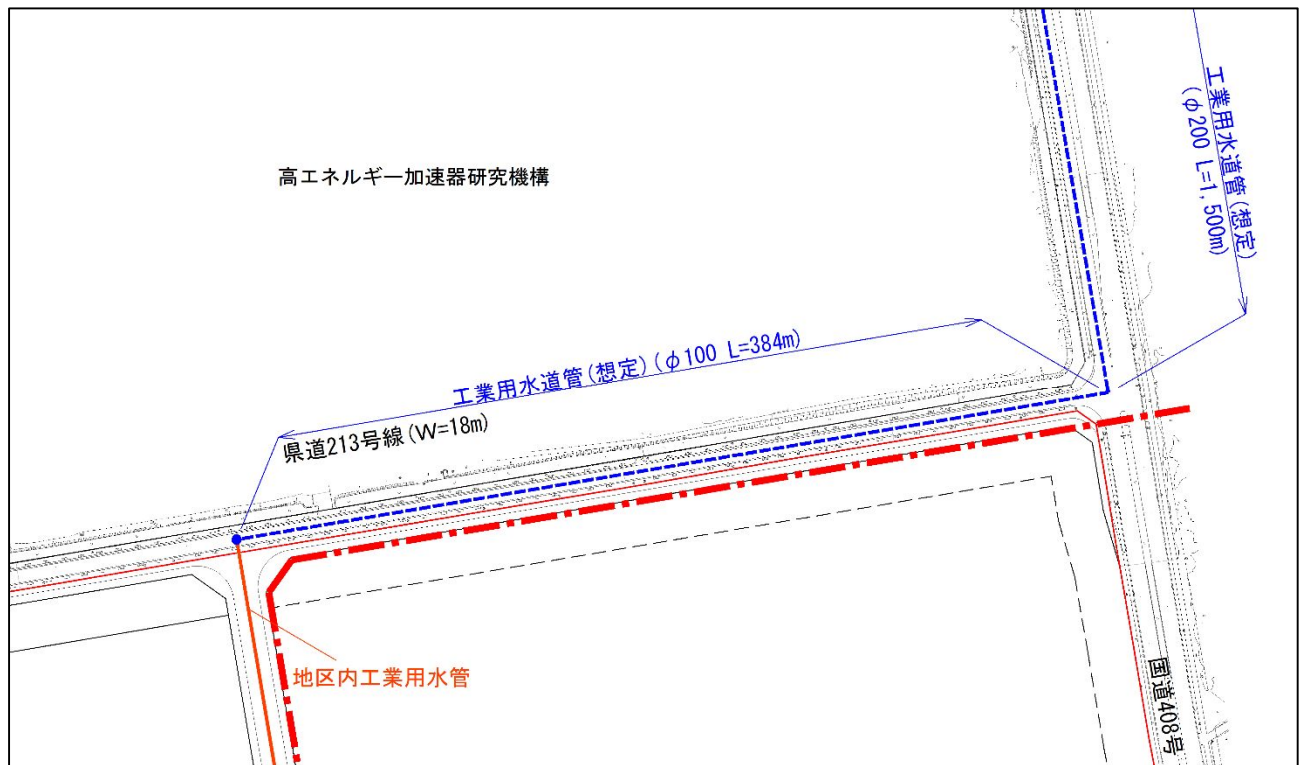 工業用水道管(想定)
(φ200 L=1,500m)
高エネルギー加速器研究機構
工業用水道管(想定)(φ100 L=384m)
県道213号線(W=18m)
地区内工業用水管
国道408号